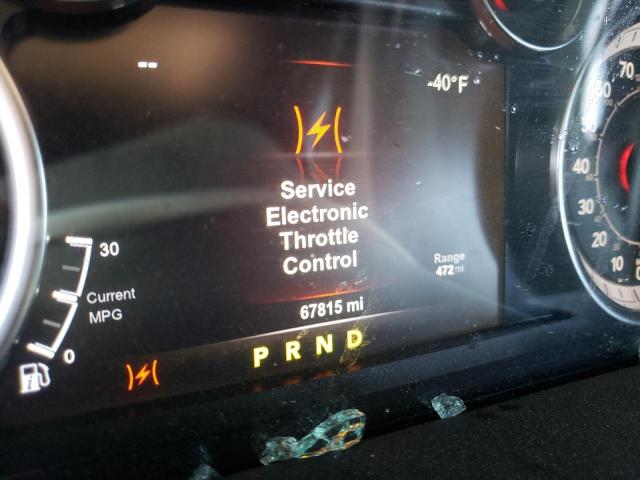 --
-40°F
Service
Electronic
Throttle
Control
Range
472 mi
30
Current
MPG
0
67815 mi
P R N D
70
50
40
30
20
10